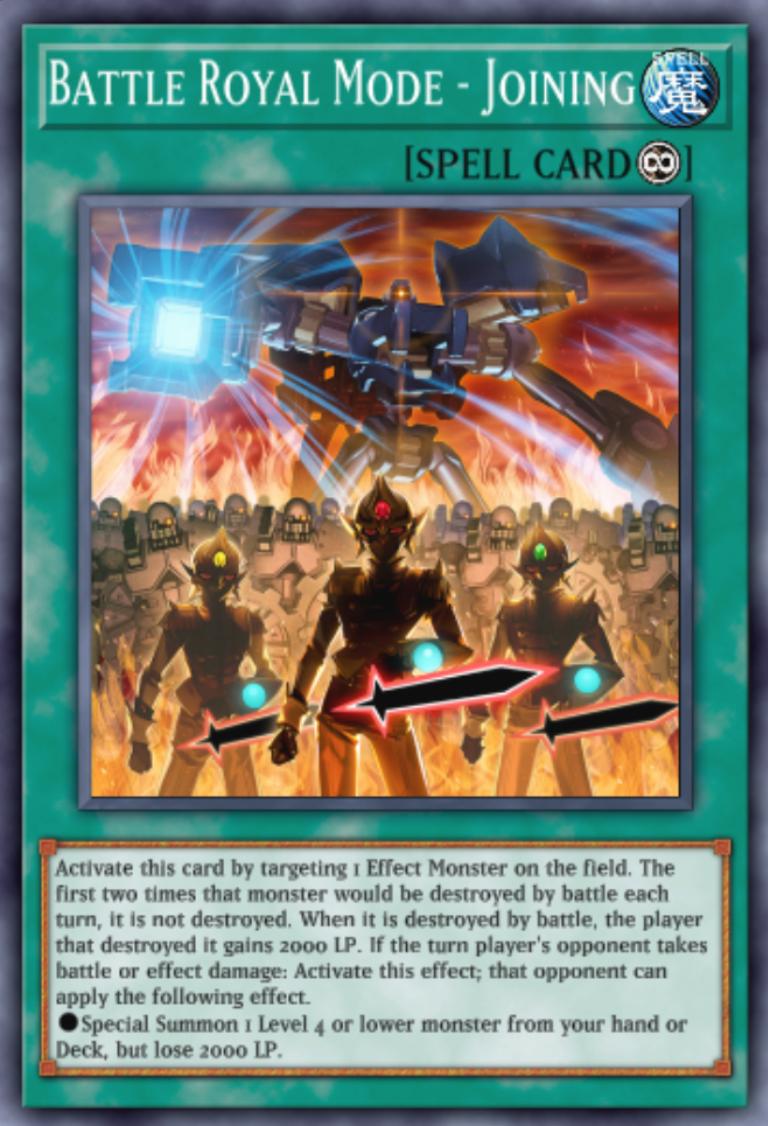 Battle Royal Mode - Joining
SPELL
魔
[SPELL CARD]
Activate this card by targeting 1 Effect Monster on the field. The
first two times that monster would be destroyed by battle each
turn, it is not destroyed. When it is destroyed by battle, the player
that destroyed it gains 2000 LP. If the turn player's opponent takes
battle or effect damage: Activate this effect; that opponent can
apply the following effect.
●Special Summon 1 Level 4 or lower monster from your hand or
Deck, but lose 2000 LP.